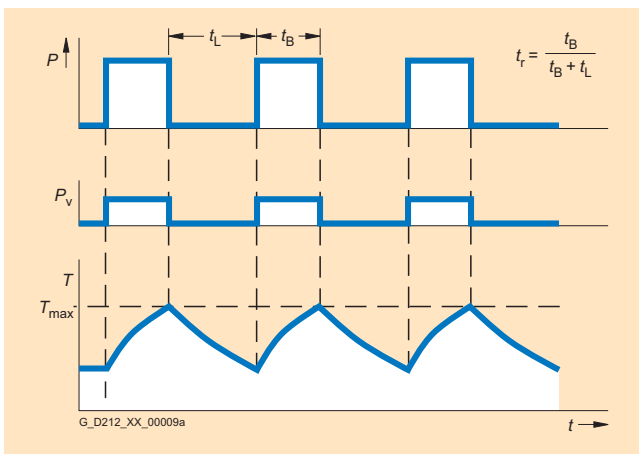 P
t_L
t_B
t_r = t_B / (t_B + t_L)
P_v
T
T_max
G_D212_XX_00009a
t